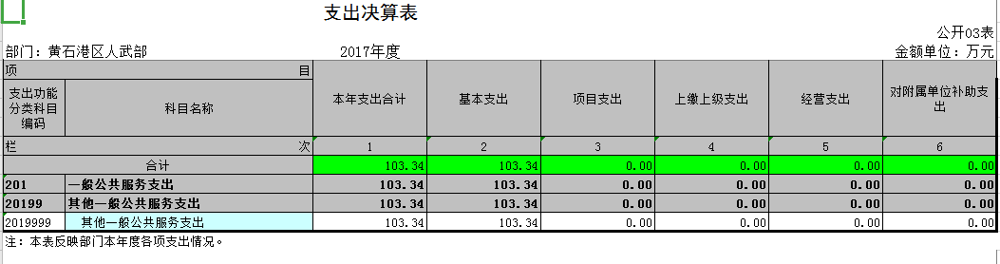 支出决算表
公开03表
部门：黄石港区人武部 2017年度 金额单位：万元
项 目
支出功能分类科目编码 科目名称 本年支出合计 基本支出 项目支出 上缴上级支出 经营支出 对附属单位补助支出
栏 次 1 2 3 4 5 6
合计 103.34 103.34 0.00 0.00 0.00 0.00
201 一般公共服务支出 103.34 103.34 0.00 0.00 0.00 0.00
20199 其他一般公共服务支出 103.34 103.34 0.00 0.00 0.00 0.00
2019999 其他一般公共服务支出 103.34 103.34 0.00 0.00 0.00 0.00
注：本表反映部门本年度各项支出情况。